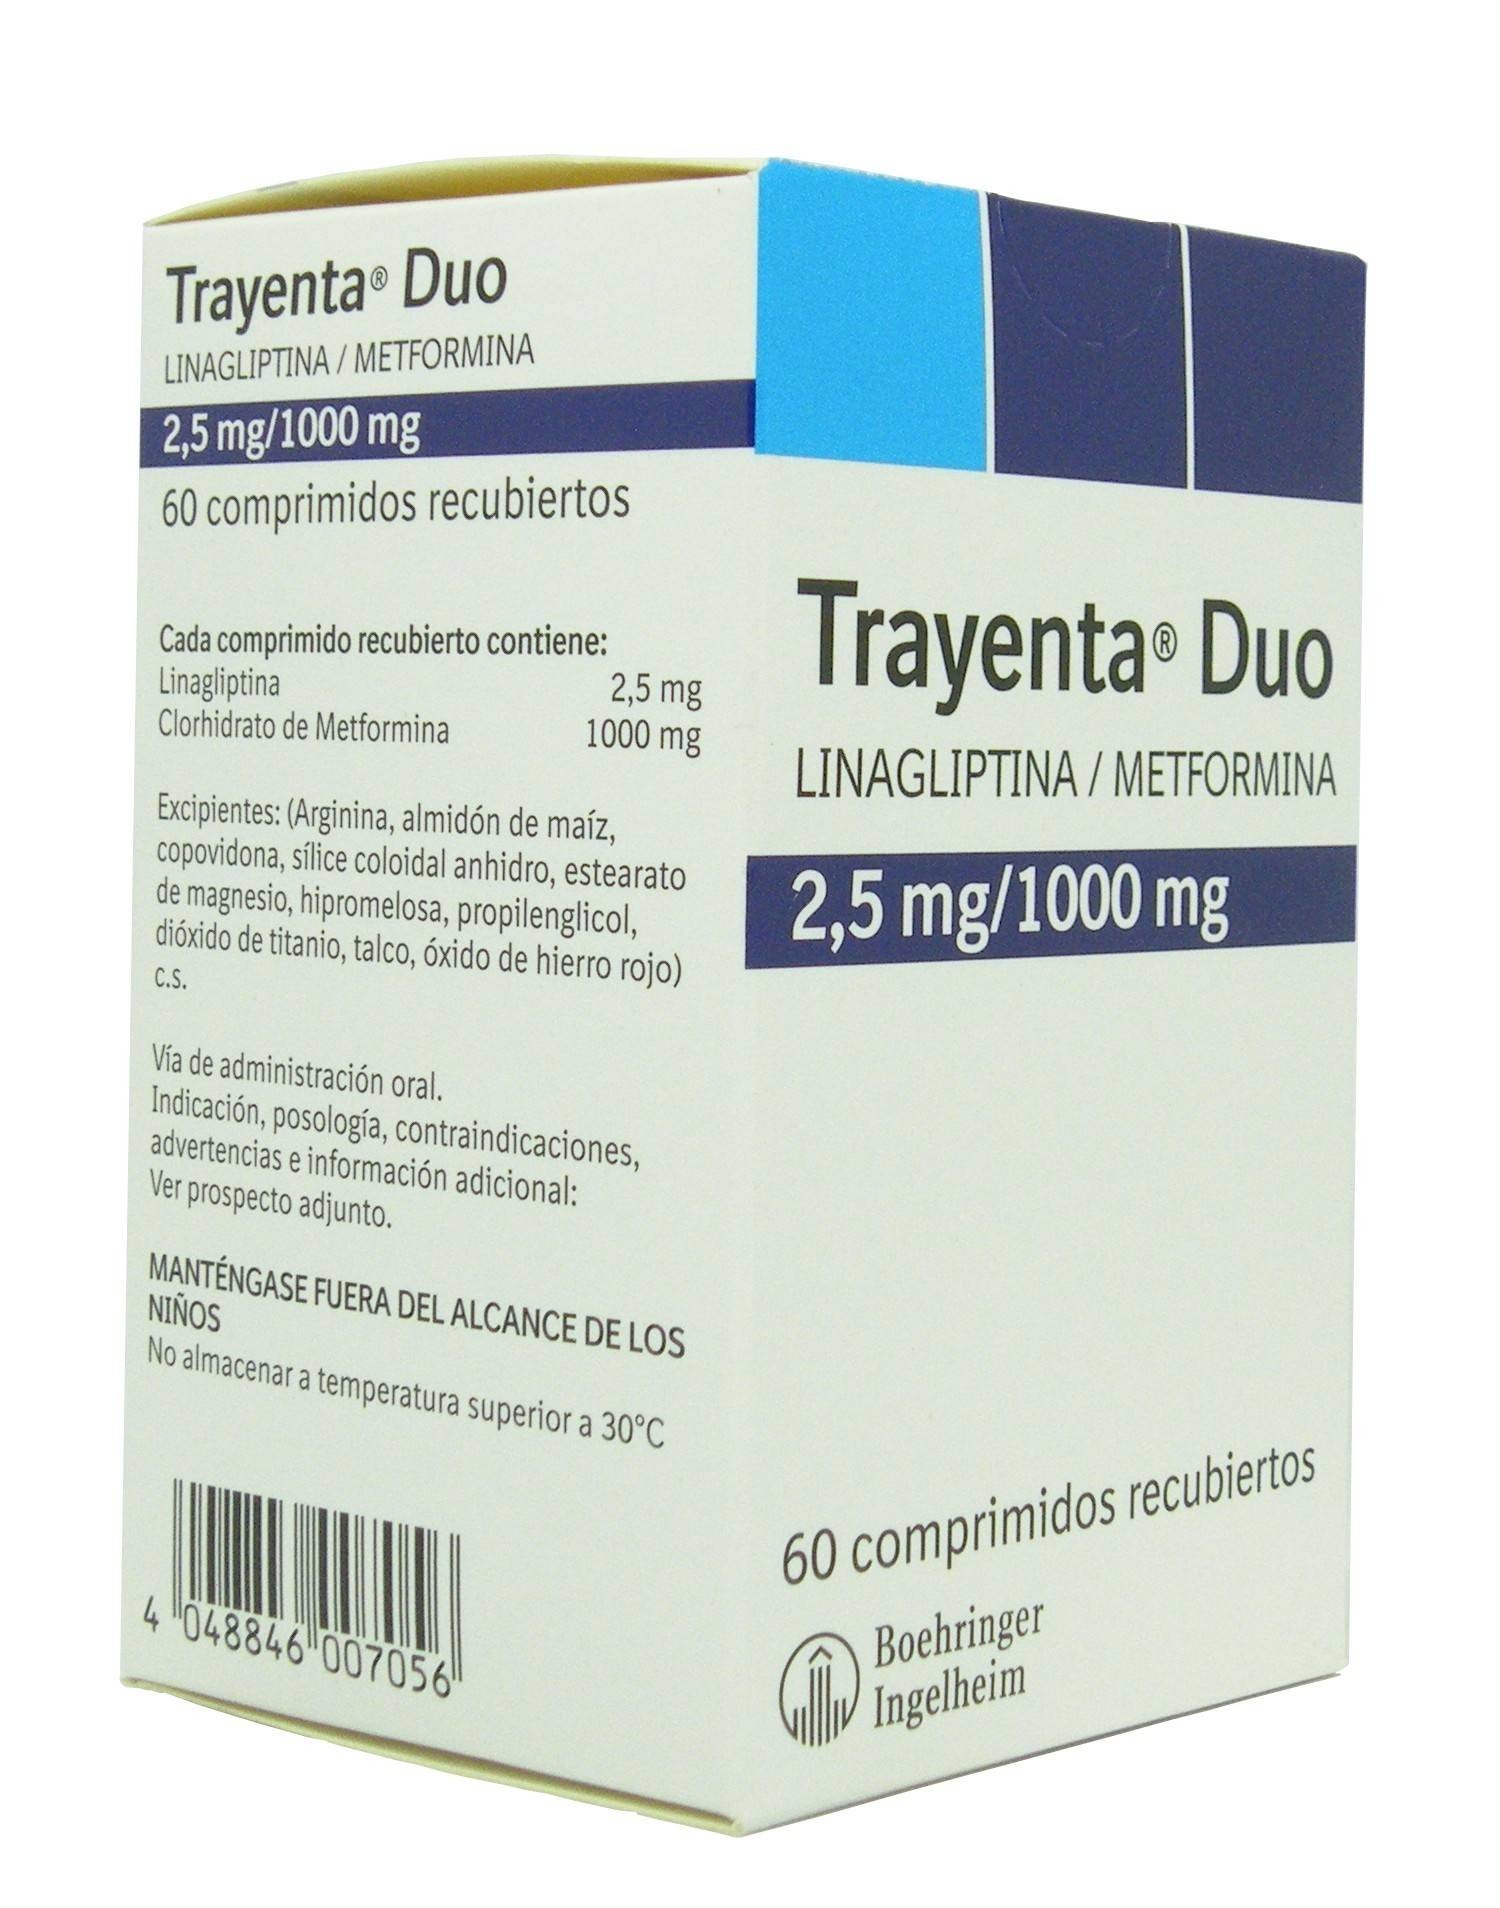 Trayenta® Duo
LINAGLIPTINA / METFORMINA
2,5 mg/1000 mg
60 comprimidos recubiertos
Cada comprimido recubierto contiene:
Linagliptina 2,5 mg
Clorhidrato de Metformina 1000 mg
Excipientes: (Arginina, almidón de maíz,
copovidona, sílice coloidal anhidro, estearato
de magnesio, hipromelosa, propilenglicol,
dióxido de titanio, talco, óxido de hierro rojo)
c.s.
Vía de administración oral.
Indicación, posología, contraindicaciones,
advertencias e información adicional:
Ver prospecto adjunto.
MANTÉNGASE FUERA DEL ALCANCE DE LOS
NIÑOS
No almacenar a temperatura superior a 30°C
4 048846 007056
Trayenta® Duo
LINAGLIPTINA / METFORMINA
2,5 mg/1000 mg
60 comprimidos recubiertos
Boehringer
Ingelheim